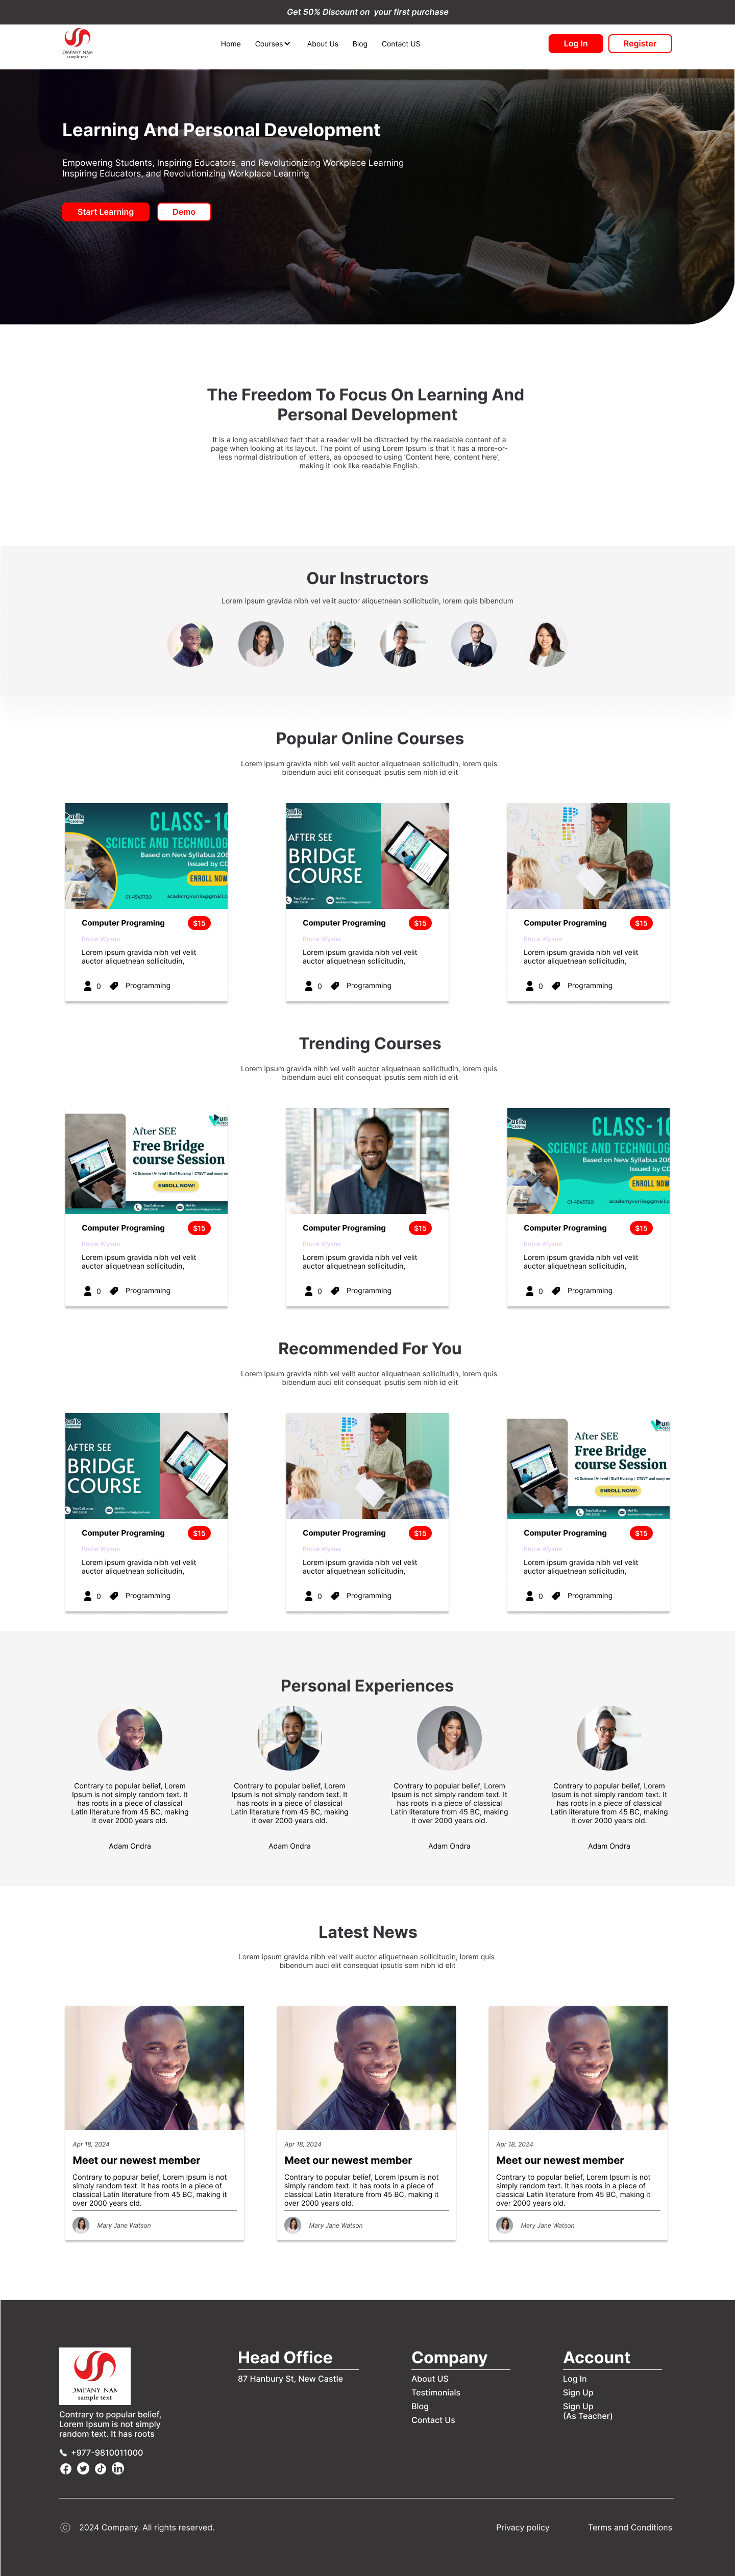 Get 50% Discount on your first purchase
OMPANY NAM
sample text
Home
Courses
About Us
Blog
Contact US
Log In
Register
Learning And Personal Development
Empowering Students, Inspiring Educators, and Revolutionizing Workplace Learning
Inspiring Educators, and Revolutionizing Workplace Learning
Start Learning
Demo
The Freedom To Focus On Learning And
Personal Development
It is a long established fact that a reader will be distracted by the readable content of a
page when looking at its layout. The point of using Lorem Ipsum is that it has a more-or-
less normal distribution of letters, as opposed to using 'Content here, content here',
making it look like readable English.
Our Instructors
Lorem ipsum gravida nibh vel velit auctor aliquetnean sollicitudin, lorem quis bibendum
Popular Online Courses
Lorem ipsum gravida nibh vel velit auctor aliquetnean sollicitudin, lorem quis
bibendum auci elit consequat ipsutis sem nibh id elit
CLASS-10
SCIENCE AND TECHNOLOG
Based on New Syllabus 208
Issued by CD
ENROLL NOW
01-4543720
academyvurilo@gmail.c
Computer Programing
$15
Bruce Wyane
Lorem ipsum gravida nibh vel velit
auctor aliquetnean sollicitudin,
0
Programming
AFTER SEE
BRIDGE
COURSE
Computer Programing
$15
Bruce Wyane
Lorem ipsum gravida nibh vel velit
auctor aliquetnean sollicitudin,
0
Programming
Computer Programing
$15
Bruce Wyane
Lorem ipsum gravida nibh vel velit
auctor aliquetnean sollicitudin,
0
Programming
Trending Courses
Lorem ipsum gravida nibh vel velit auctor aliquetnean sollicitudin, lorem quis
bibendum auci elit consequat ipsutis sem nibh id elit
After SEE
Free Bridge
course Session
+2 Science | A- level | Staff Nursing | CTEVT and many m
ENROLL NOW!
Computer Programing
$15
Bruce Wyane
Lorem ipsum gravida nibh vel velit
auctor aliquetnean sollicitudin,
0
Programming
Computer Programing
$15
Bruce Wyane
Lorem ipsum gravida nibh vel velit
auctor aliquetnean sollicitudin,
0
Programming
CLASS-10
SCIENCE AND TECHNOLOG
Based on New Syllabus 208
Issued by CD
ENROLL NOW
01-4543720
academyvurilo@gmail.c
Computer Programing
$15
Bruce Wyane
Lorem ipsum gravida nibh vel velit
auctor aliquetnean sollicitudin,
0
Programming
Recommended For You
Lorem ipsum gravida nibh vel velit auctor aliquetnean sollicitudin, lorem quis
bibendum auci elit consequat ipsutis sem nibh id elit
AFTER SEE
BRIDGE
COURSE
Computer Programing
$15
Bruce Wyane
Lorem ipsum gravida nibh vel velit
auctor aliquetnean sollicitudin,
0
Programming
Computer Programing
$15
Bruce Wyane
Lorem ipsum gravida nibh vel velit
auctor aliquetnean sollicitudin,
0
Programming
After SEE
Free Bridge
course Session
+2 Science | A- level | Staff Nursing | CTEVT and many m
ENROLL NOW!
Computer Programing
$15
Bruce Wyane
Lorem ipsum gravida nibh vel velit
auctor aliquetnean sollicitudin,
0
Programming
Personal Experiences
Contrary to popular belief, Lorem
Ipsum is not simply random text. It
has roots in a piece of classical
Latin literature from 45 BC, making
it over 2000 years old.
Adam Ondra
Contrary to popular belief, Lorem
Ipsum is not simply random text. It
has roots in a piece of classical
Latin literature from 45 BC, making
it over 2000 years old.
Adam Ondra
Contrary to popular belief, Lorem
Ipsum is not simply random text. It
has roots in a piece of classical
Latin literature from 45 BC, making
it over 2000 years old.
Adam Ondra
Contrary to popular belief, Lorem
Ipsum is not simply random text. It
has roots in a piece of classical
Latin literature from 45 BC, making
it over 2000 years old.
Adam Ondra
Latest News
Lorem ipsum gravida nibh vel velit auctor aliquetnean sollicitudin, lorem quis
bibendum auci elit consequat ipsutis sem nibh id elit
Apr 18, 2024
Meet our newest member
Contrary to popular belief, Lorem Ipsum is not
simply random text. It has roots in a piece of
classical Latin literature from 45 BC, making it
over 2000 years old.
Mary Jane Watson
Apr 18, 2024
Meet our newest member
Contrary to popular belief, Lorem Ipsum is not
simply random text. It has roots in a piece of
classical Latin literature from 45 BC, making it
over 2000 years old.
Mary Jane Watson
Apr 18, 2024
Meet our newest member
Contrary to popular belief, Lorem Ipsum is not
simply random text. It has roots in a piece of
classical Latin literature from 45 BC, making it
over 2000 years old.
Mary Jane Watson
OMPANY NAM
sample text
Contrary to popular belief,
Lorem Ipsum is not simply
random text. It has roots
+977-9810011000
Head Office
87 Hanbury St, New Castle
Company
About US
Testimonials
Blog
Contact Us
Account
Log In
Sign Up
Sign Up
(As Teacher)
© 2024 Company. All rights reserved.
Privacy policy
Terms and Conditions